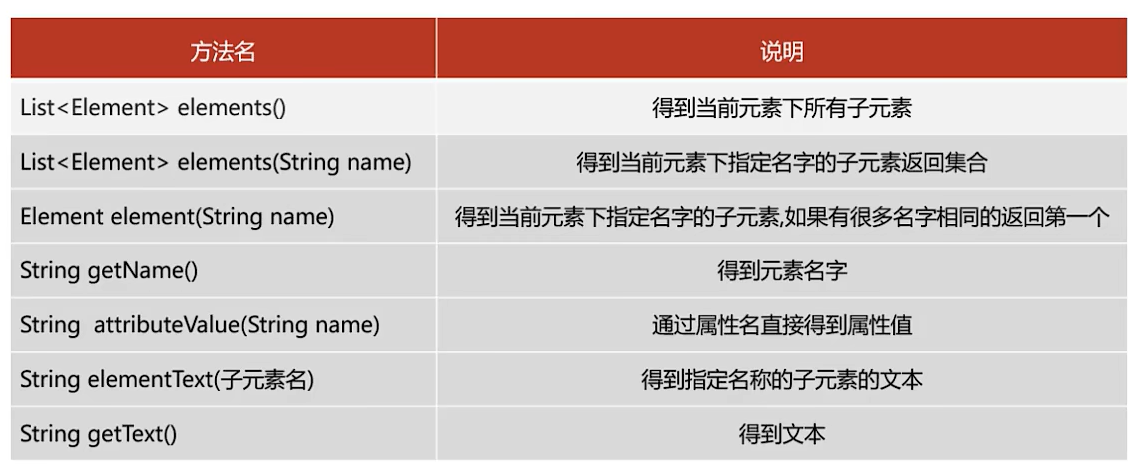 方法名 说明
List<Element> elements() 得到当前元素下所有子元素
List<Element> elements(String name) 得到当前元素下指定名字的子元素返回集合
Element element(String name) 得到当前元素下指定名字的子元素,如果有很多名字相同的返回第一个
String getName() 得到元素名字
String  attributeValue(String name) 通过属性名直接得到属性值
String elementText(子元素名) 得到指定名称的子元素的文本
String getText() 得到文本